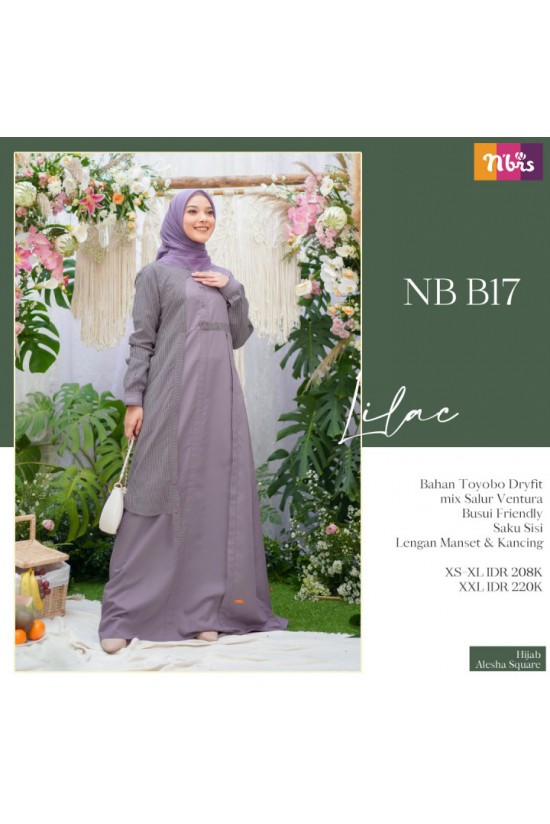 N'brs
NB B17
Lilac
Bahan Toyobo Dryfit
mix Salur Ventura
Busui Friendly
Saku Sisi
Lengan Manset & Kancing
XS-XL IDR 208K
XXL IDR 220K
Hijab
Alesha Square